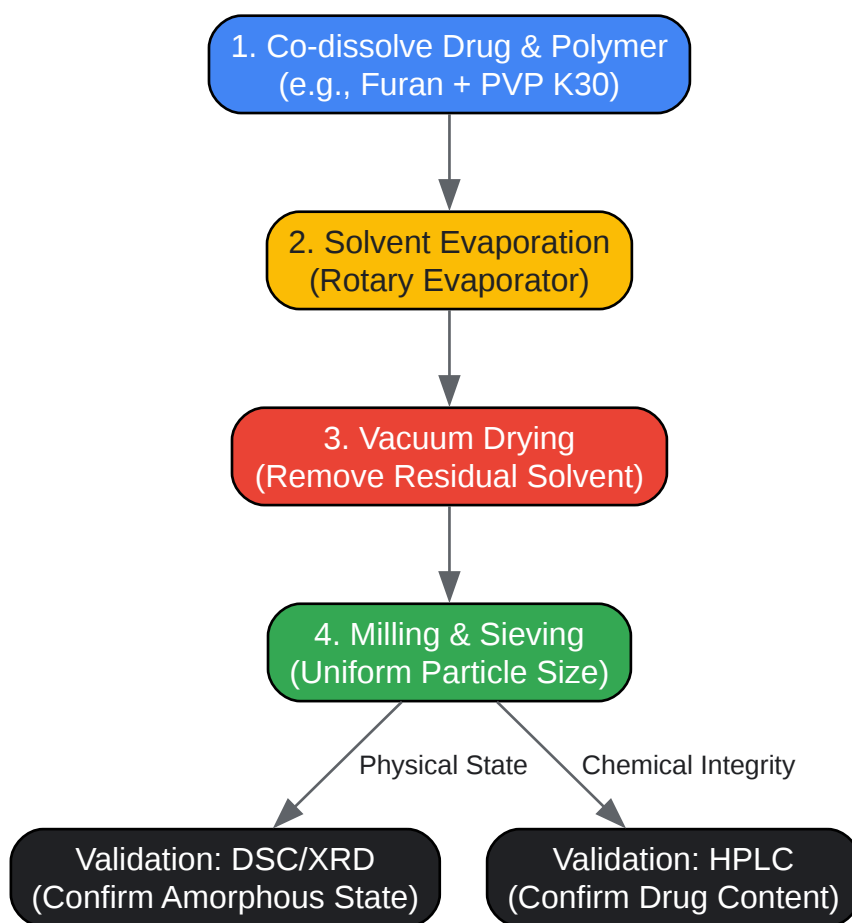 1. Co-dissolve Drug & Polymer
(e.g., Furan + PVP K30)
2. Solvent Evaporation
(Rotary Evaporator)
3. Vacuum Drying
(Remove Residual Solvent)
4. Milling & Sieving
(Uniform Particle Size)
Physical State
Chemical Integrity
Validation: DSC/XRD
(Confirm Amorphous State)
Validation: HPLC
(Confirm Drug Content)